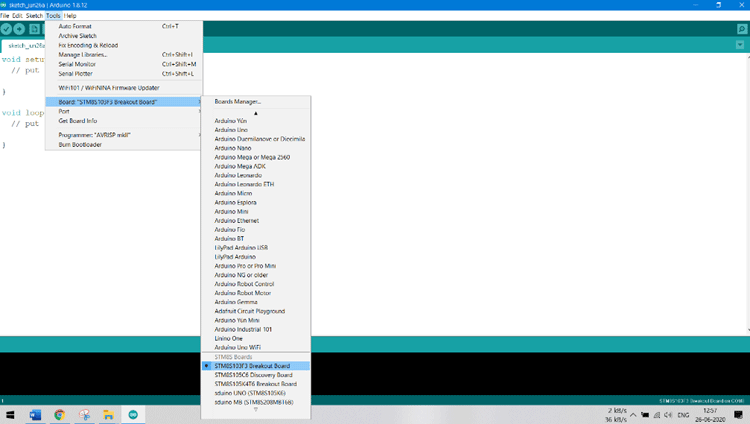 sketch_jun26a | Arduino 1.8.12
File Edit Sketch Tools Help
sketch_jun26a
Auto Format Ctrl+T
Archive Sketch
Fix Encoding & Reload
Manage Libraries... Ctrl+Shift+I
Serial Monitor Ctrl+Shift+M
Serial Plotter Ctrl+Shift+L
WiFi101 / WiFiNINA Firmware Updater
Board: "STM8S103F3 Breakout Board"
Port
Get Board Info
Programmer: "AVRISP mkII"
Burn Bootloader
void setu
// put
}
void loop
// put
}
Boards Manager...
Arduino Yún
Arduino Uno
Arduino Duemilanove or Diecimila
Arduino Nano
Arduino Mega or Mega 2560
Arduino Mega ADK
Arduino Leonardo
Arduino Leonardo ETH
Arduino Micro
Arduino Esplora
Arduino Mini
Arduino Ethernet
Arduino Fio
Arduino BT
LilyPad Arduino USB
LilyPad Arduino
Arduino Pro or Pro Mini
Arduino NG or older
Arduino Robot Control
Arduino Robot Motor
Arduino Gemma
Adafruit Circuit Playground
Arduino Yún Mini
Arduino Industrial 101
Linino One
Arduino Uno WiFi
STM8S Boards
STM8S103F3 Breakout Board
STM8S105C6 Discovery Board
STM8S105K4T6 Breakout Board
sduino UNO (STM8S105K6)
sduino MB (STM8S208MBT6B)
1
STM8S103F3 Breakout Board on COM1
2 kB/s
36 kB/s
ENG
12:57
26-06-2020